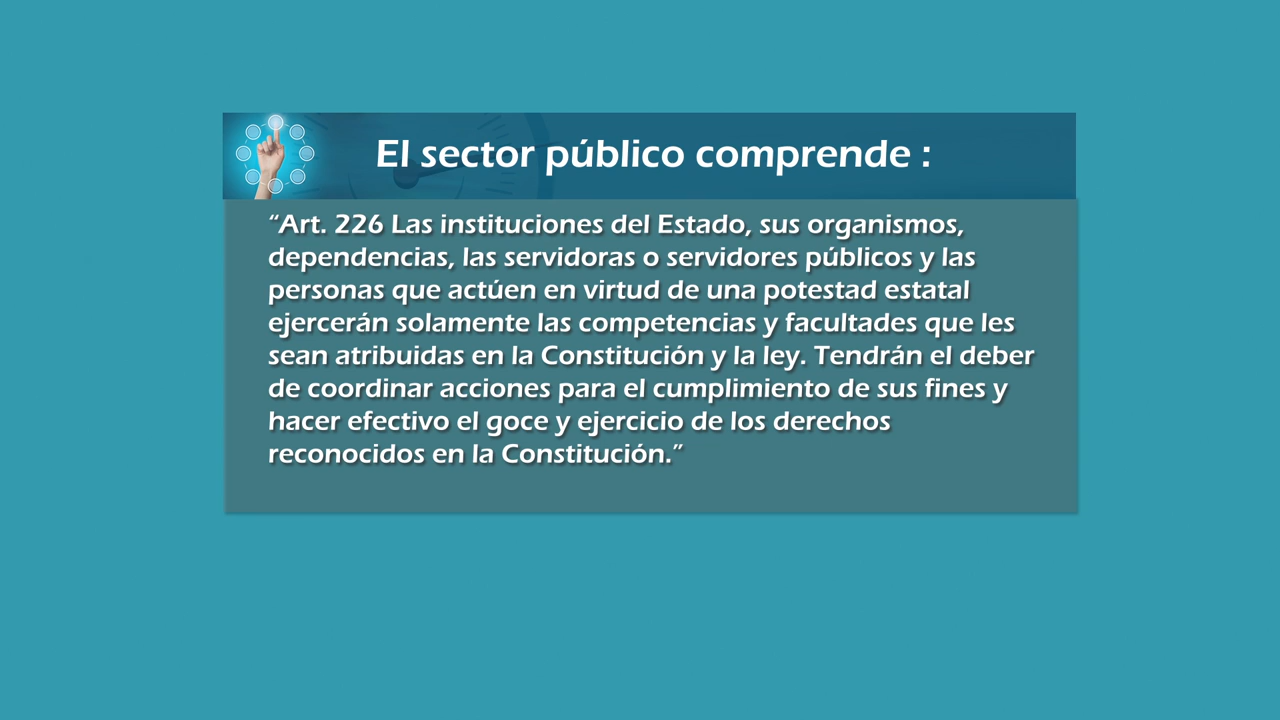 El sector público comprende :
“Art. 226 Las instituciones del Estado, sus organismos,
dependencias, las servidoras o servidores públicos y las
personas que actúen en virtud de una potestad estatal
ejercerán solamente las competencias y facultades que les
sean atribuidas en la Constitución y la ley. Tendrán el deber
de coordinar acciones para el cumplimiento de sus fines y
hacer efectivo el goce y ejercicio de los derechos
reconocidos en la Constitución.”